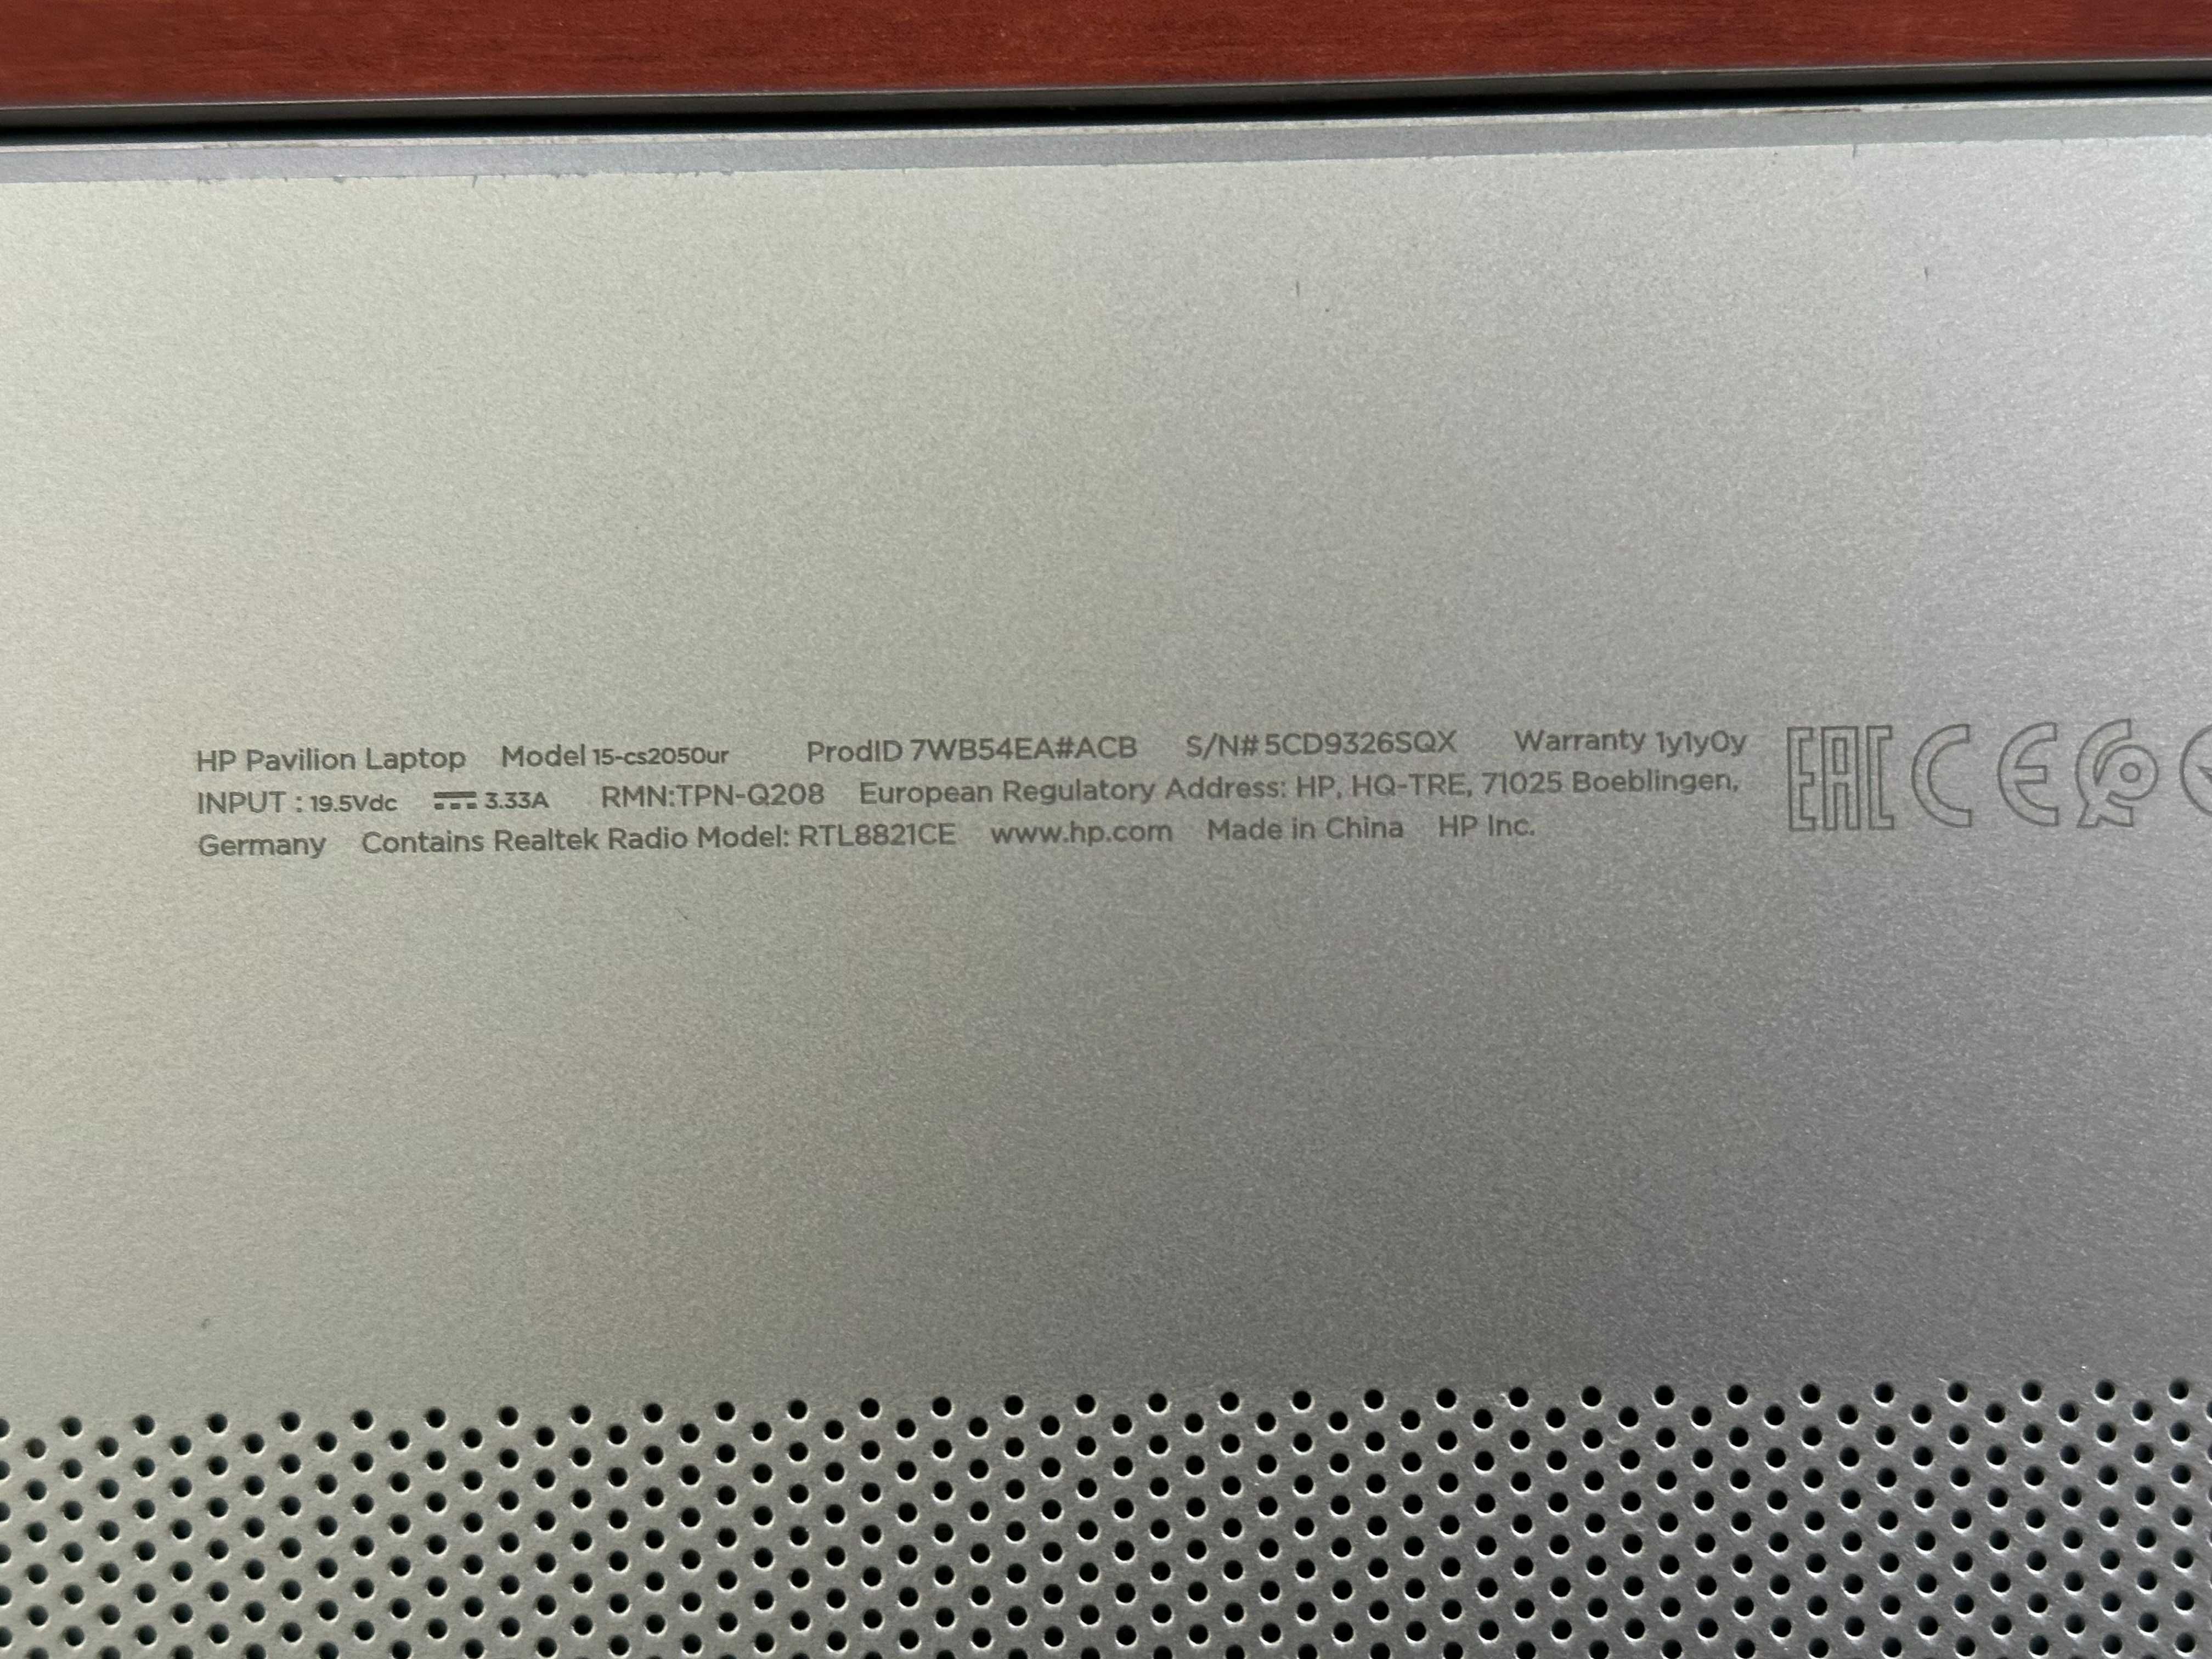 HP Pavilion Laptop Model 15-cs2050ur ProdID 7WB54EA#ACB S/N# 5CD9326SQX Warranty 1y1y0y
INPUT : 19.5Vdc ⎓ 3.33A RMN:TPN-Q208 European Regulatory Address: HP, HQ-TRE, 71025 Boeblingen,
Germany Contains Realtek Radio Model: RTL8821CE www.hp.com Made in China HP Inc.
EAC CE